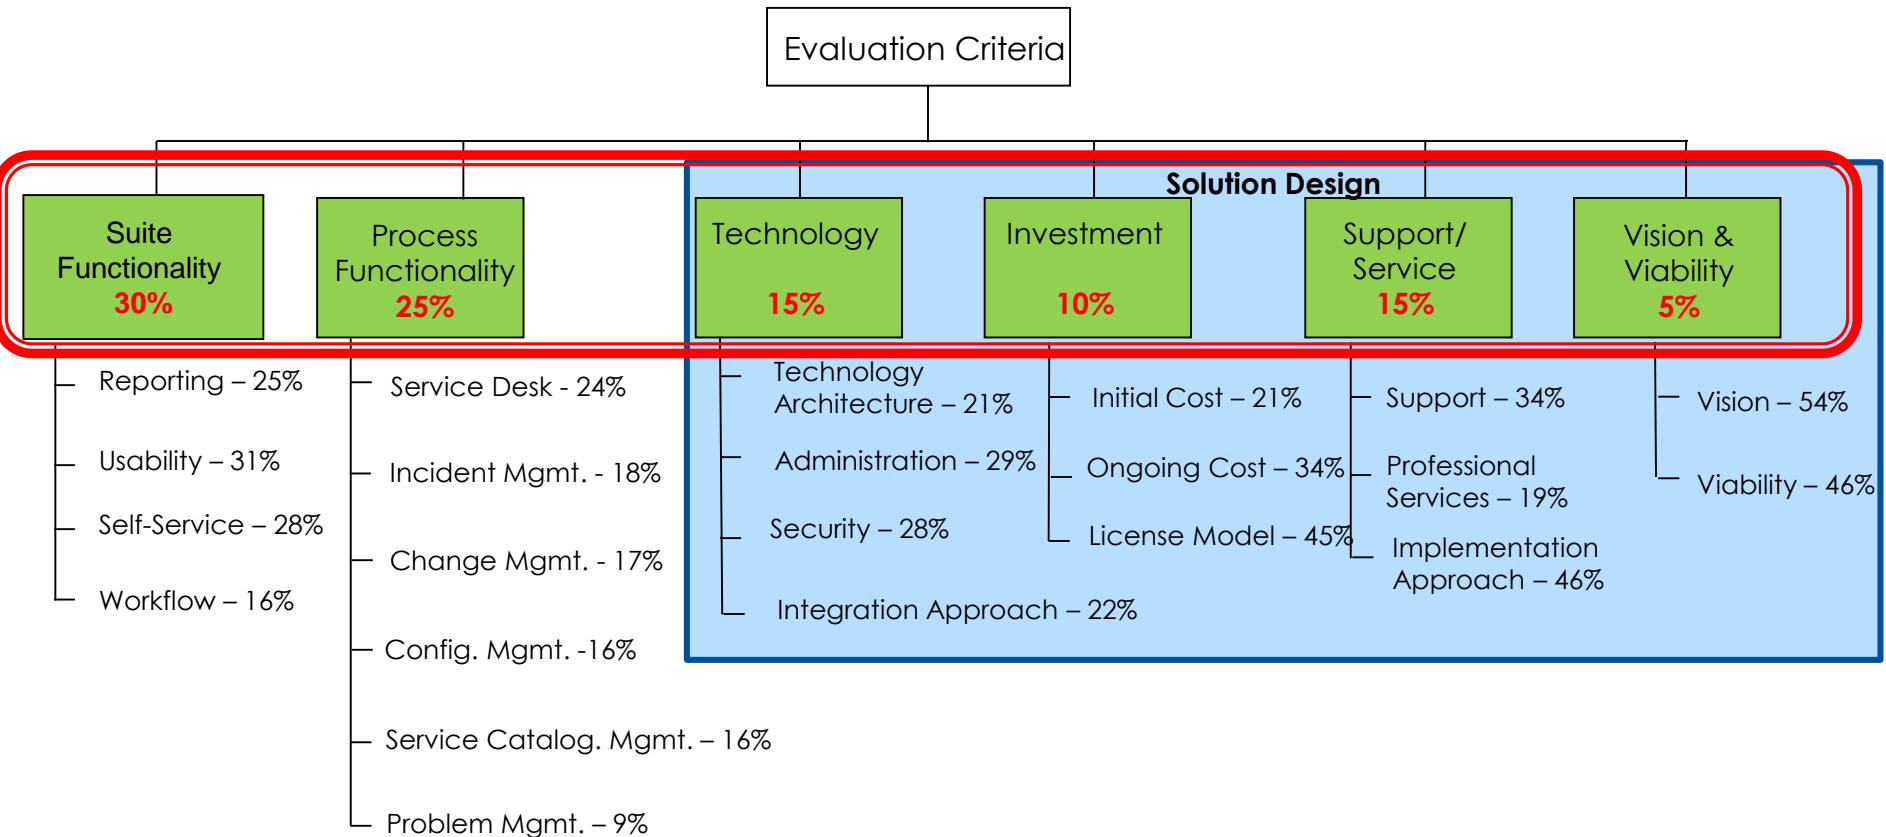 Evaluation Criteria
Solution Design
Suite
Functionality
30%
Process
Functionality
25%
Technology
15%
Investment
10%
Support/
Service
15%
Vision &
Viability
5%
Reporting – 25%
Usability – 31%
Self-Service – 28%
Workflow – 16%
Service Desk - 24%
Incident Mgmt. - 18%
Change Mgmt. - 17%
Config. Mgmt. -16%
Service Catalog. Mgmt. – 16%
Problem Mgmt. – 9%
Technology
Architecture – 21%
Administration – 29%
Security – 28%
Integration Approach – 22%
Initial Cost – 21%
Ongoing Cost – 34%
License Model – 45%
Support – 34%
Professional
Services – 19%
Implementation
Approach – 46%
Vision – 54%
Viability – 46%